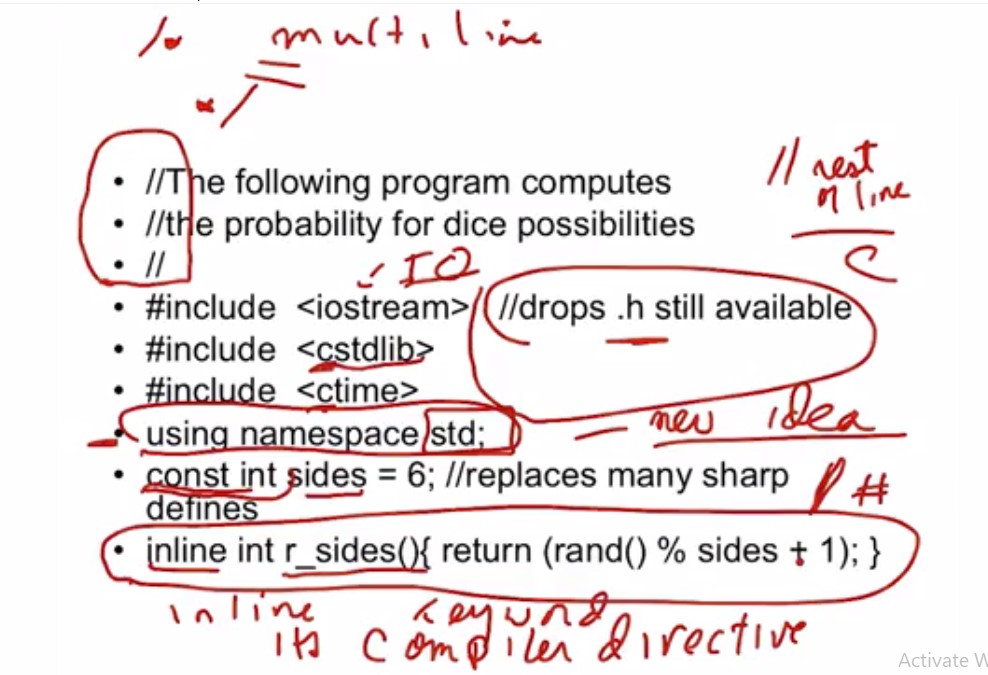 /* multi line
*/
• //The following program computes
// rest
• //the probability for dice possibilities
of line
• //
IO
C
• #include <iostream> //drops .h still available
• #include <cstdlib>
• #include <ctime>
new idea
• using namespace std;
• const int sides = 6; //replaces many sharp
#
defines
• inline int r_sides(){ return (rand() % sides + 1); }
inline keyword
its compiler directive
Activate W